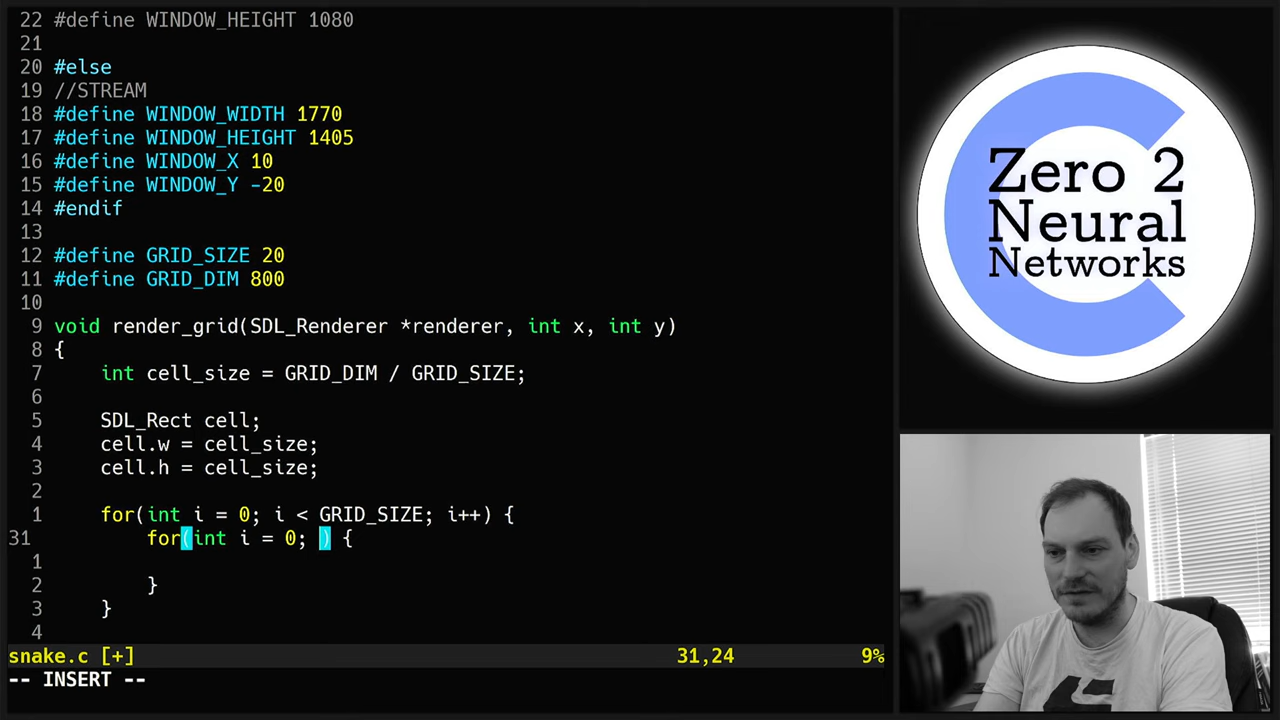 22 #define WINDOW_HEIGHT 1080
21
20 #else
19 //STREAM
18 #define WINDOW_WIDTH 1770
17 #define WINDOW_HEIGHT 1405
16 #define WINDOW_X 10
15 #define WINDOW_Y -20
14 #endif
13
12 #define GRID_SIZE 20
11 #define GRID_DIM 800
10
9 void render_grid(SDL_Renderer *renderer, int x, int y)
8 {
7     int cell_size = GRID_DIM / GRID_SIZE;
6
5     SDL_Rect cell;
4     cell.w = cell_size;
3     cell.h = cell_size;
2
1     for(int i = 0; i < GRID_SIZE; i++) {
31         for(int i = 0; ) {
1
2         }
3     }
4
snake.c [+] 31,24 9%
-- INSERT --
Zero 2
Neural
Networks